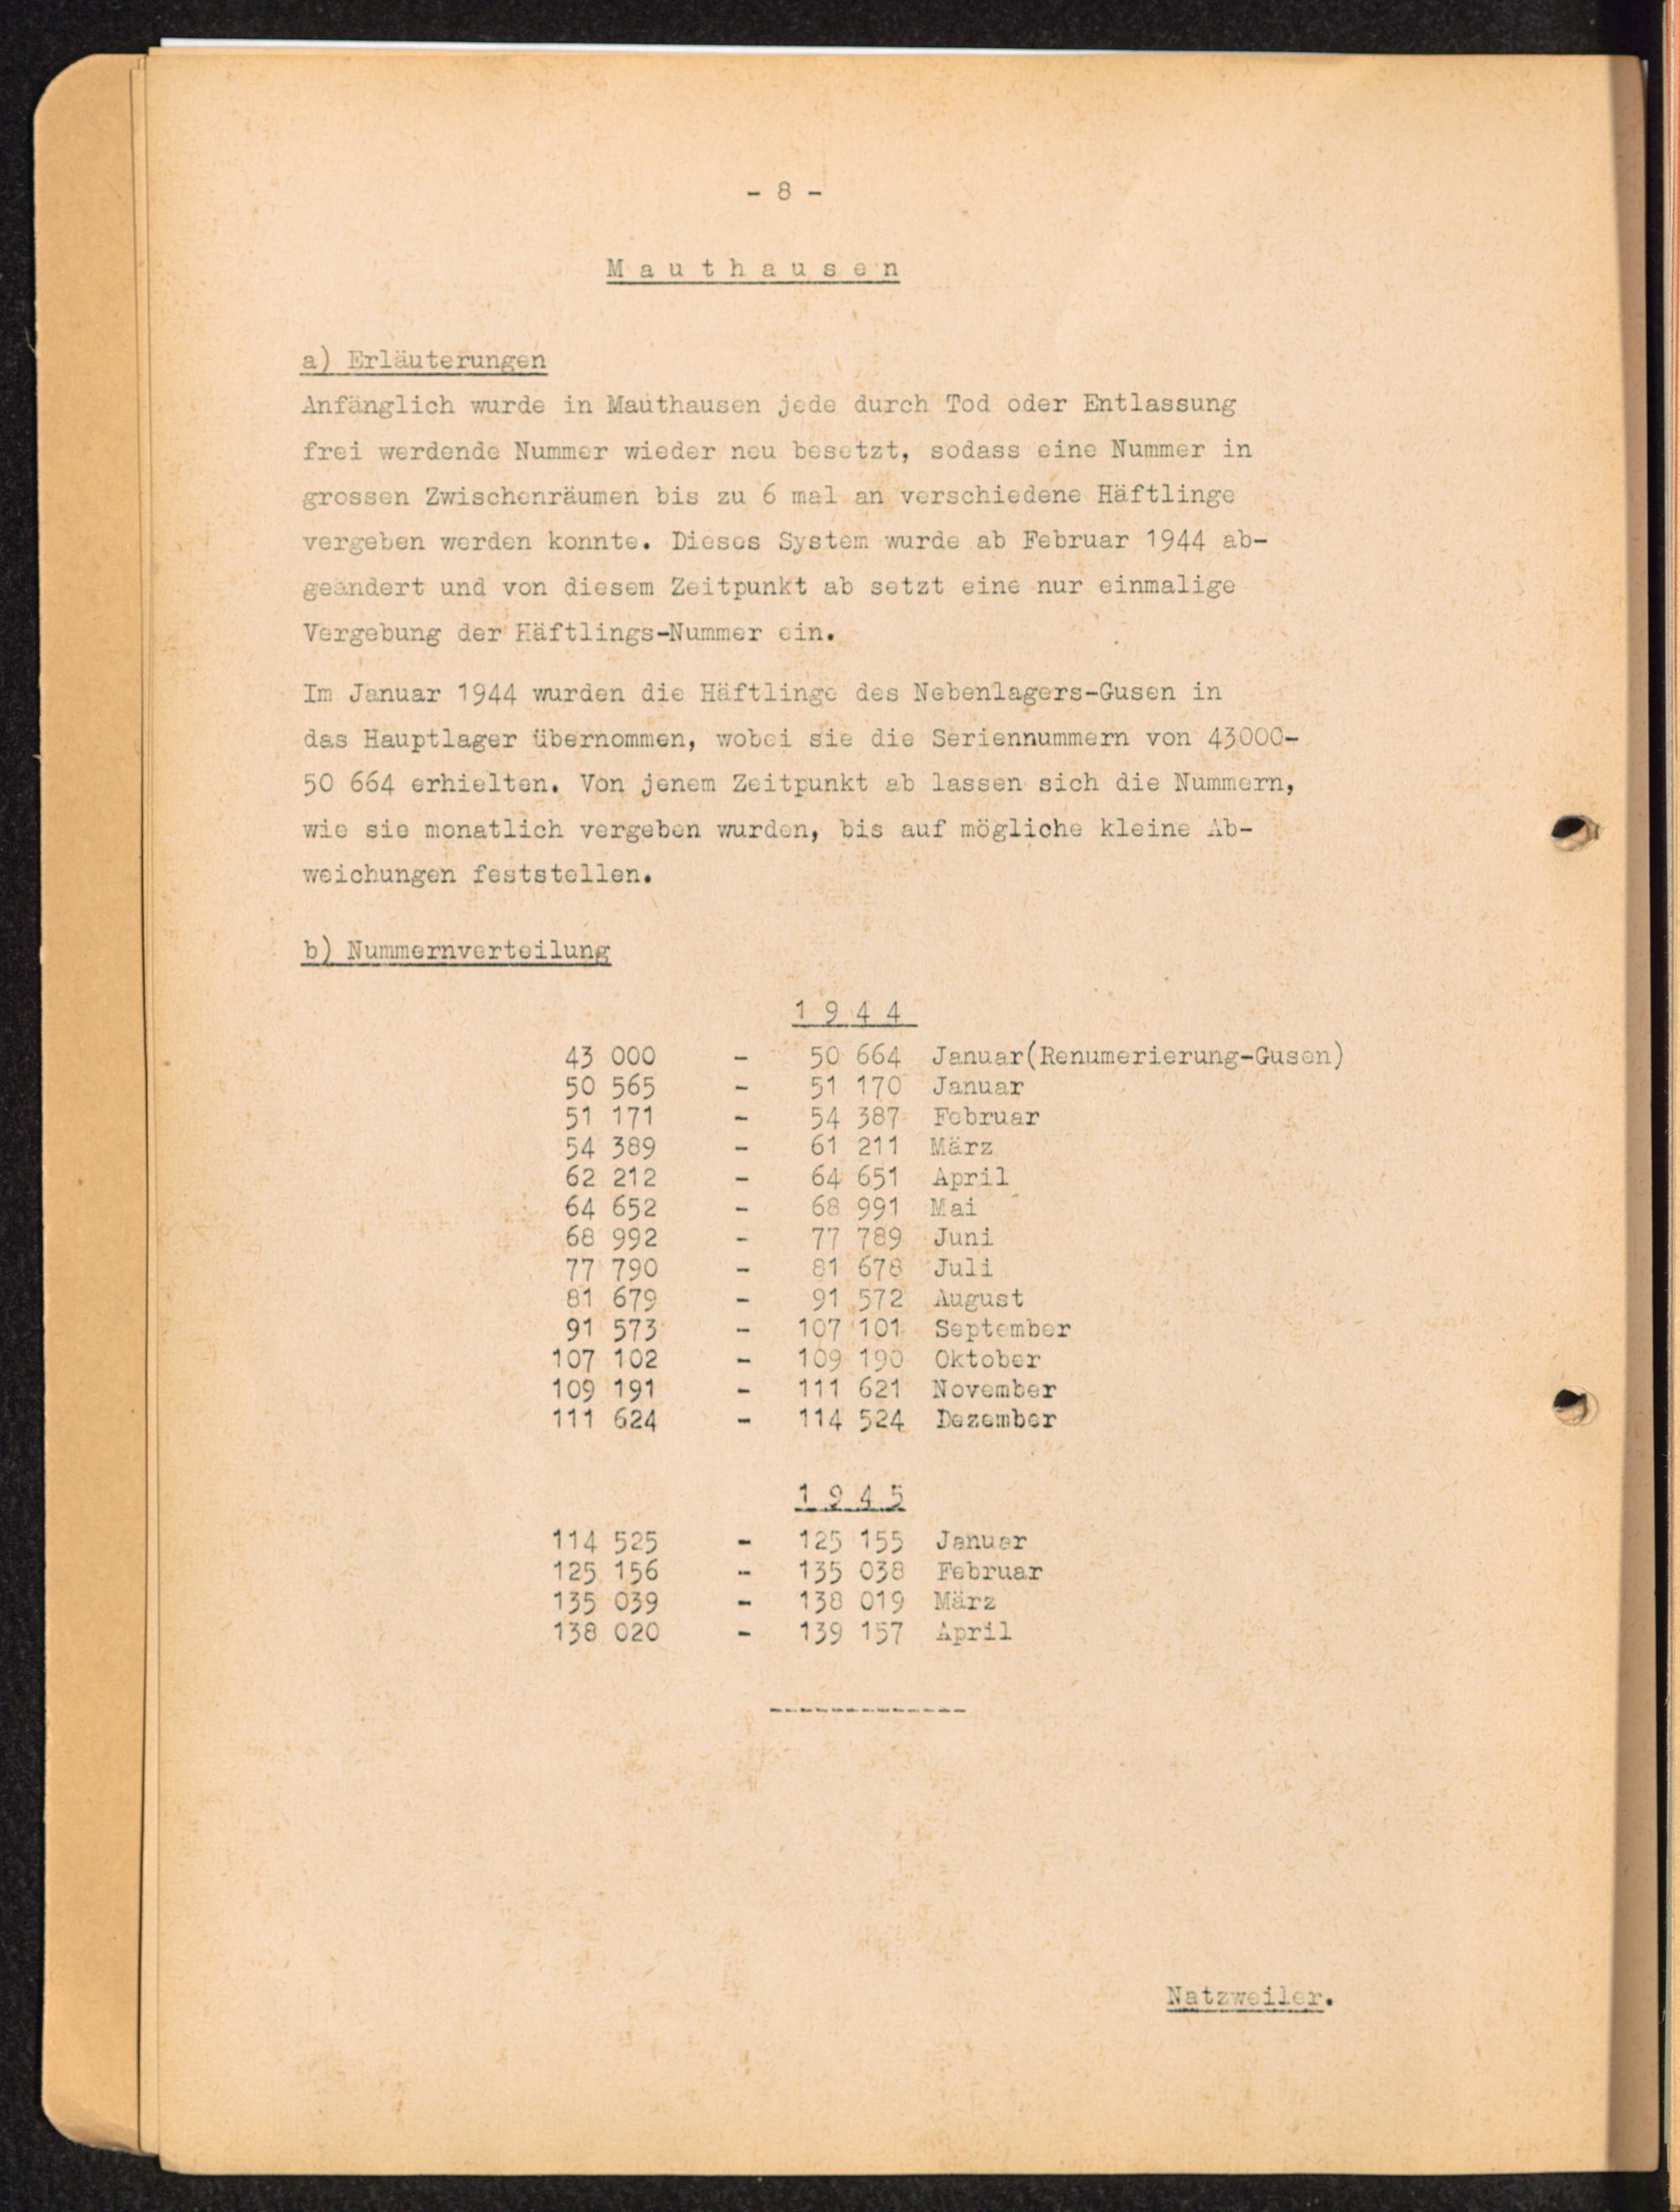 - 8 -
Mauthausen
a) Erläuterungen
Anfänglich wurde in Mauthausen jede durch Tod oder Entlassung
frei werdende Nummer wieder neu besetzt, sodass eine Nummer in
grossen Zwischenräumen bis zu 6 mal an verschiedene Häftlinge
vergeben werden konnte. Dieses System wurde ab Februar 1944 ab-
geändert und von diesem Zeitpunkt ab setzt eine nur einmalige
Vergebung der Häftlings-Nummer ein.
Im Januar 1944 wurden die Häftlinge des Nebenlagers-Gusen in
das Hauptlager übernommen, wobei sie die Seriennummern von 43000-
50 664 erhielten. Von jenem Zeitpunkt ab lassen sich die Nummern,
wie sie monatlich vergeben wurden, bis auf mögliche kleine Ab-
weichungen feststellen.
b) Nummernverteilung
1944
43 000 - 50 664 Januar(Renumerierung-Gusen)
50 565 - 51 170 Januar
51 171 - 54 387 Februar
54 389 - 61 211 März
62 212 - 64 651 April
64 652 - 68 991 Mai
68 992 - 77 789 Juni
77 790 - 81 678 Juli
81 679 - 91 572 August
91 573 - 107 101 September
107 102 - 109 190 Oktober
109 191 - 111 621 November
111 624 - 114 524 Dezember
1945
114 525 - 125 155 Januar
125 156 - 135 038 Februar
135 039 - 138 019 März
138 020 - 139 157 April
-------------
Natzweiler.